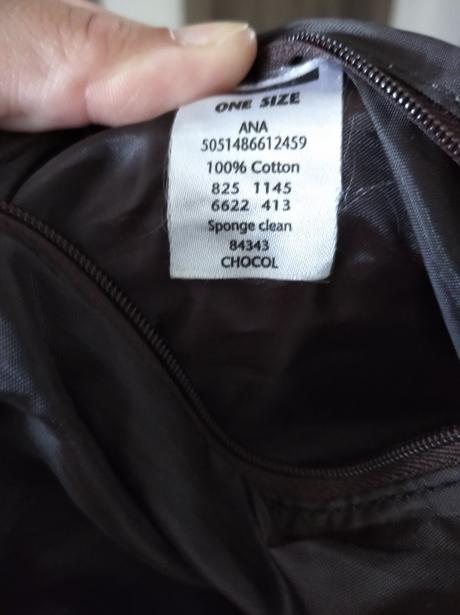 ONE SIZE
ANA
5051486612459
100% Cotton
825 1145
6622 413
Sponge clean
84343
CHOCOL